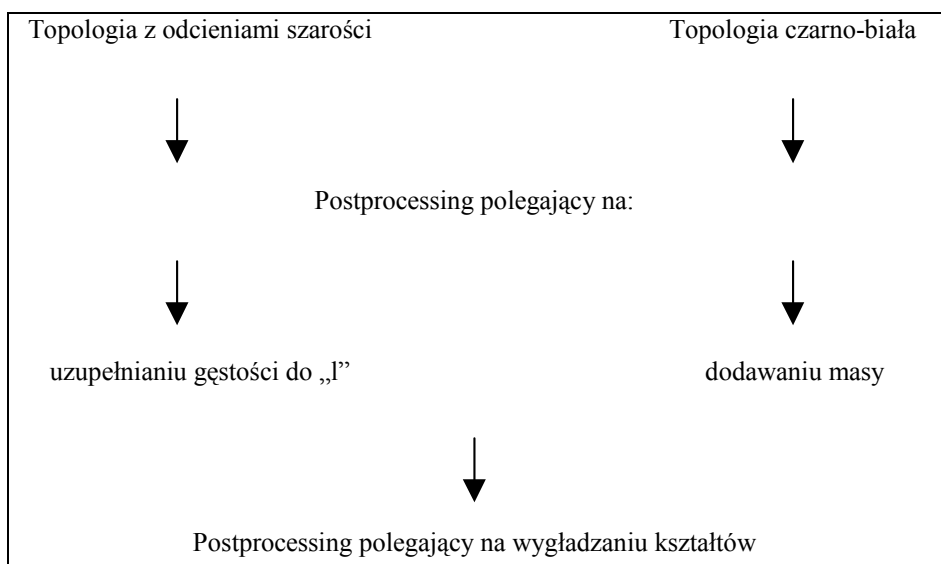 Topologia z odcieniami szarości
Topologia czarno-biała
Postprocessing polegający na:
uzupełnianiu gęstości do „l”
dodawaniu masy
Postprocessing polegający na wygładzaniu kształtów